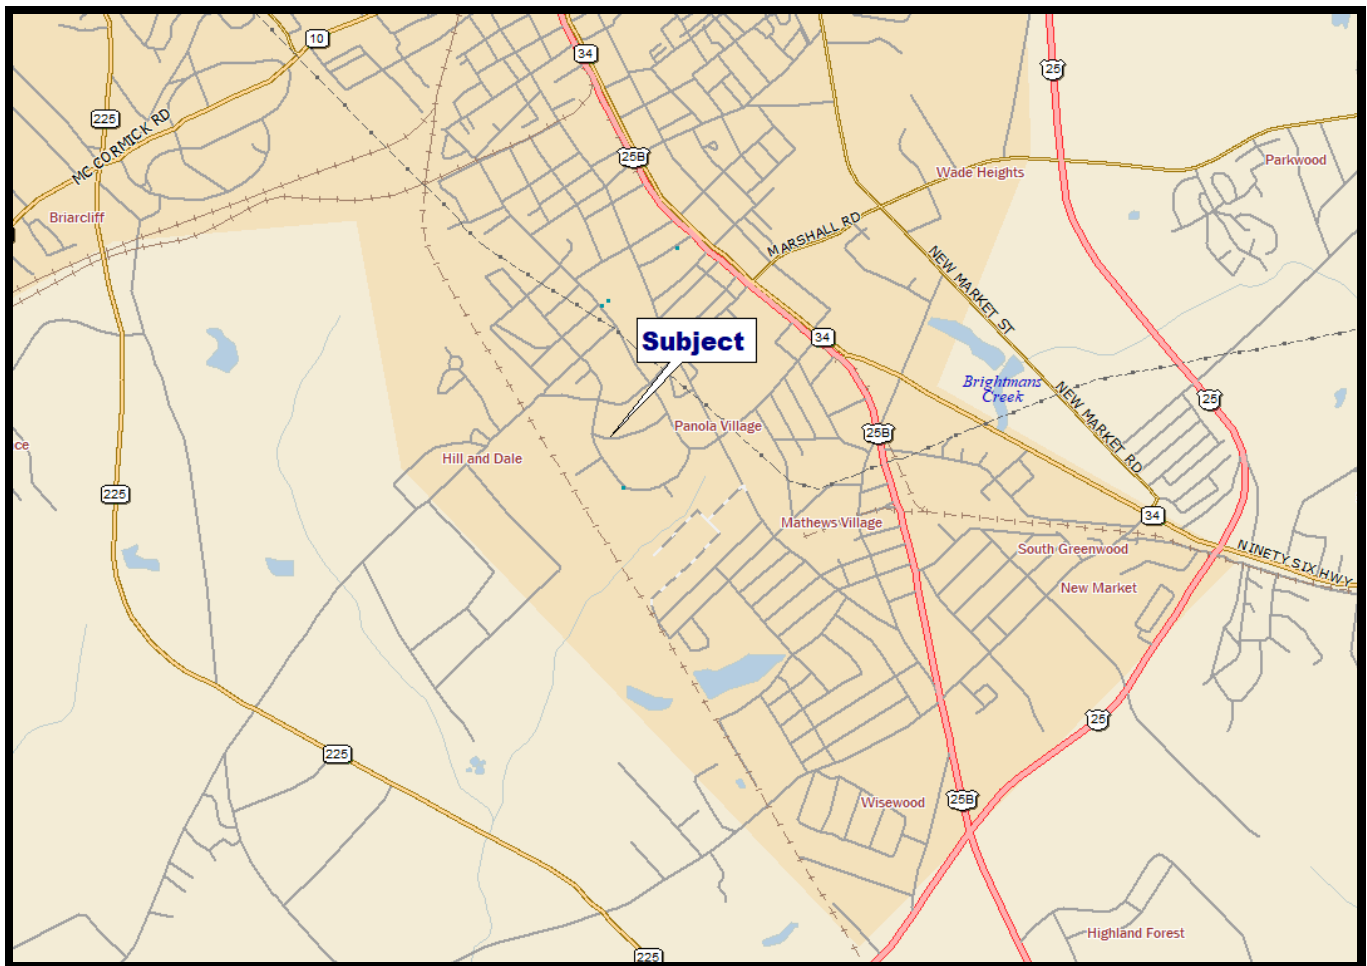 10
34
25
225
MC CORMICK RD
25B
Wade Heights
Parkwood
Briarcliff
MARSHALL RD
NEW MARKET ST
Subject
34
Brightmans
Creek
NEW MARKET RD
25
ce
Panola Village
25B
Hill and Dale
225
Mathews Village
34
South Greenwood
NINETY SIX HWY
New Market
25
225
Wisewood
25B
Highland Forest
225